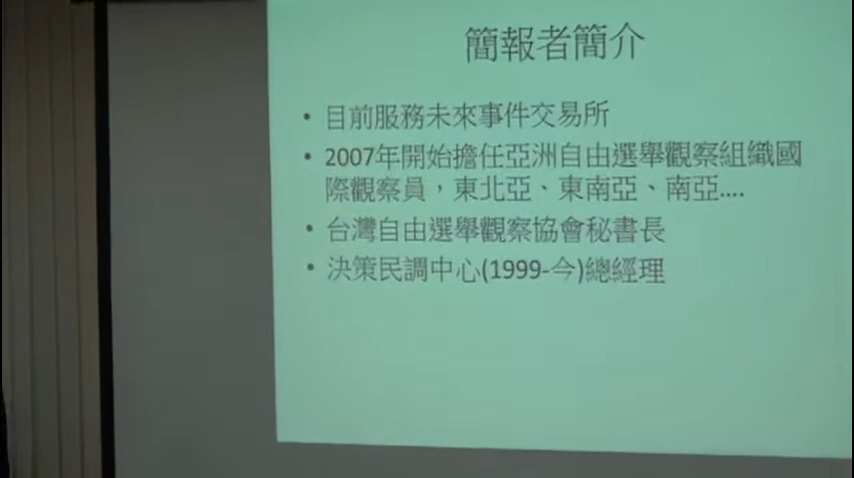 簡報者簡介
• 目前服務未來事件交易所
• 2007年開始擔任亞洲自由選舉觀察組織國
際觀察員，東北亞、東南亞、南亞....
• 台灣自由選舉觀察協會秘書長
• 決策民調中心(1999-今)總經理